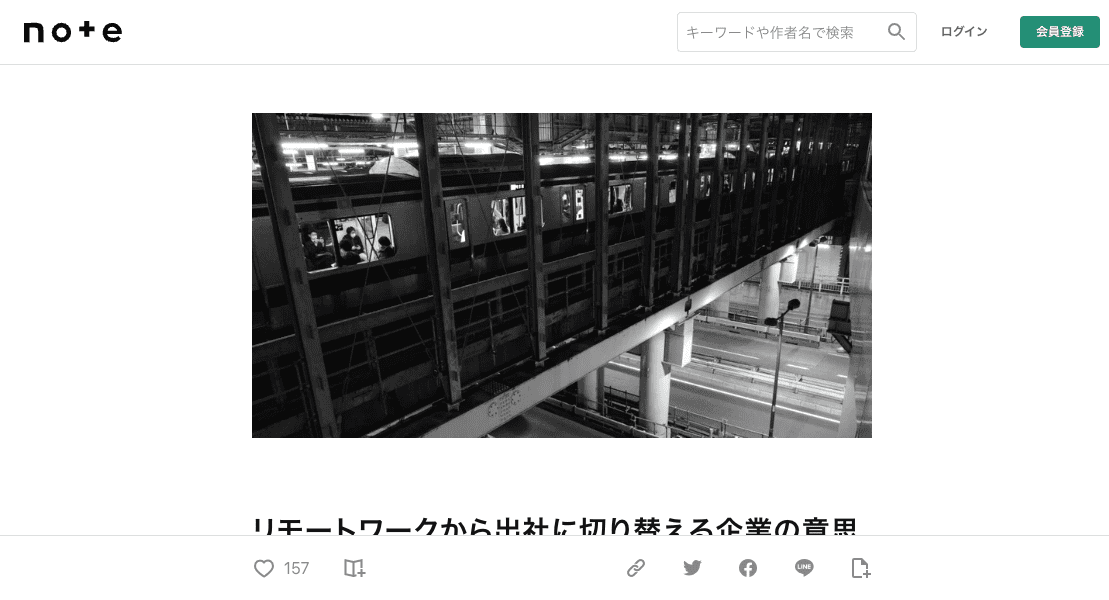 note
キーワードや作者名で検索
ログイン
会員登録
リモートワークから出社に切り替える企業の意思
157
LINE